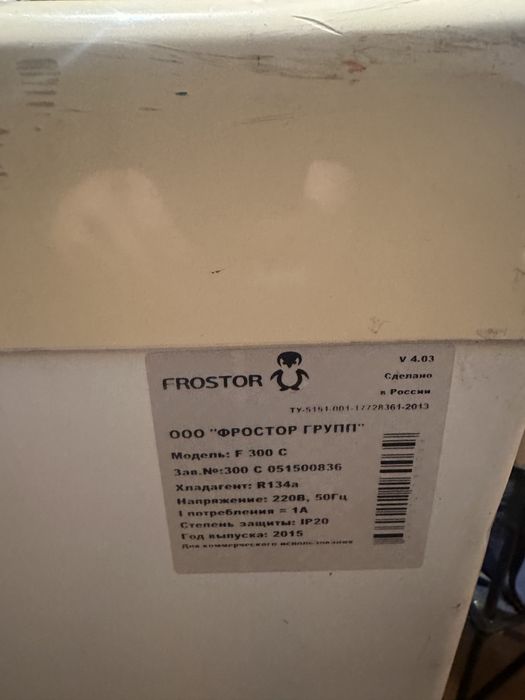 FROSTOR
V 4.03
Сделано
в России
ТУ-5151-001-17728361-2013
ООО "ФРОСТОР ГРУПП"
Модель: F 300 C
Зав.№:300 C 051500836
Хладагент: R134a
Напряжение: 220В, 50Гц
I потребления = 1А
Степень защиты: IP20
Год выпуска: 2015
Для коммерческого использования